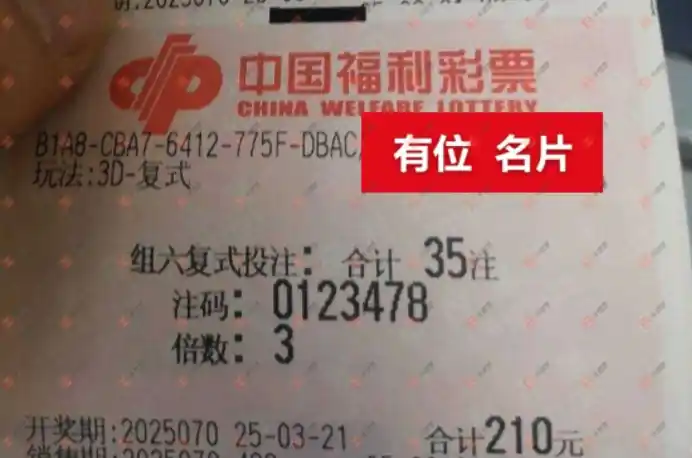 中国福利彩票
CHINA WELFARE LOTTERY
B1A8-CBA7-6412-775F-DBAC
有位 名片
玩法:3D-复式
组六复式投注: 合计 35注
注码: 0123478
倍数: 3
开奖期:2025070 25-03-21 合计210元